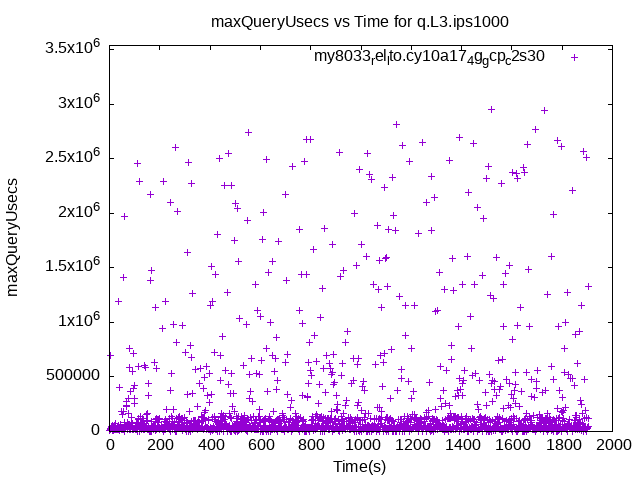 maxQueryUsecs vs Time for q.L3.ips1000
my8033rel_lto.cy10a17_4g_gcp_c2s30
maxQueryUsecs
3.5x10^6
3x10^6
2.5x10^6
2x10^6
1.5x10^6
1x10^6
500000
0
0 200 400 600 800 1000 1200 1400 1600 1800 2000
Time(s)